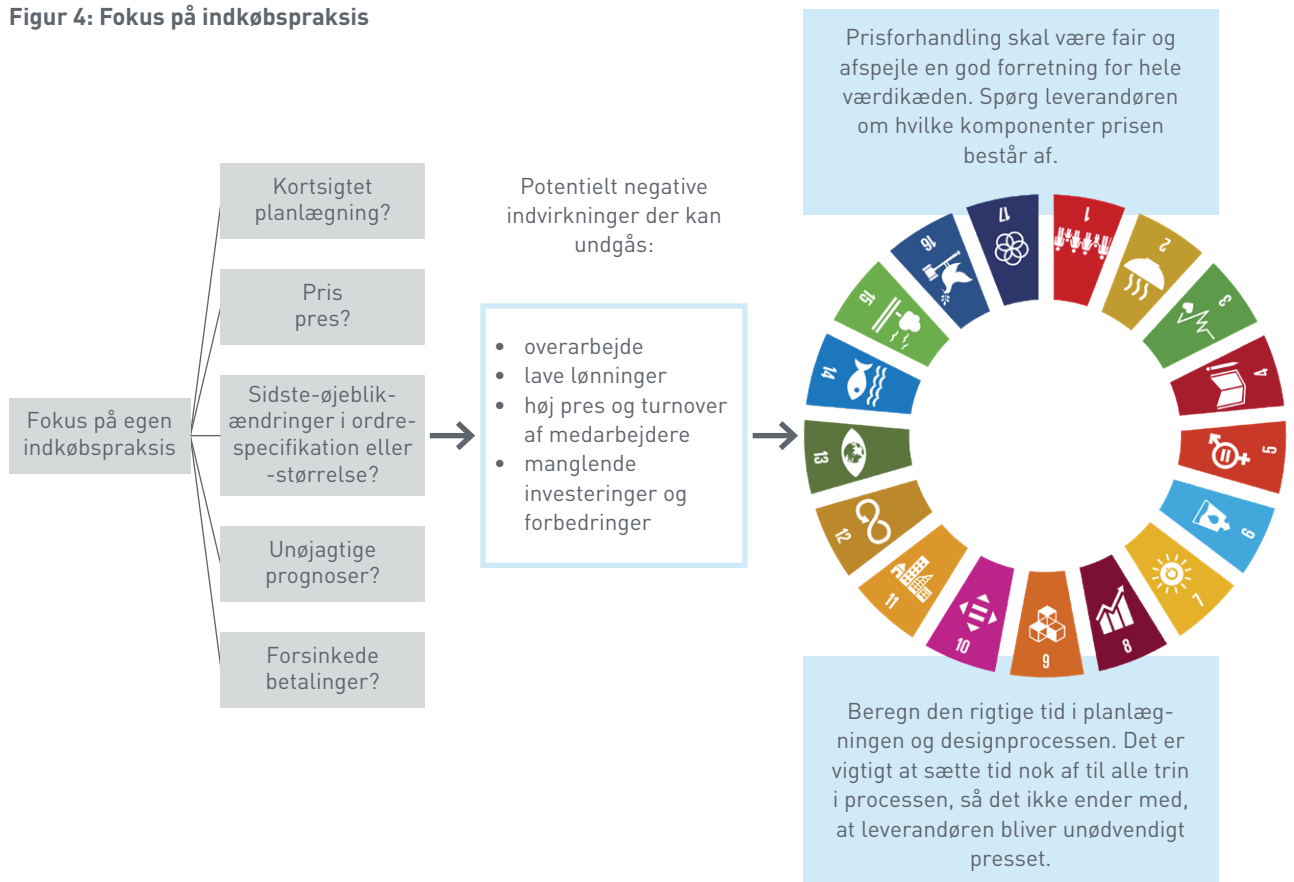 Figur 4: Fokus på indkøbspraksis
Fokus på egen
indkøbspraksis
Kortsigtet
planlægning?
Pris
pres?
Sidste-øjeblik-
ændringer i ordre-
specifikation eller
-størrelse?
Unøjagtige
prognoser?
Forsinkede
betalinger?
Potentielt negative
indvirkninger der kan
undgås:
• overarbejde
• lave lønninger
• høj pres og turnover
af medarbejdere
• manglende
investeringer og
forbedringer
Prisforhandling skal være fair og
afspejle en god forretning for hele
værdikæden. Spørg leverandøren
om hvilke komponenter prisen
består af.
1
2
3
4
5
6
7
8
9
10
11
12
13
14
15
16
17
Beregn den rigtige tid i planlæg-
ningen og designprocessen. Det er
vigtigt at sætte tid nok af til alle trin
i processen, så det ikke ender med,
at leverandøren bliver unødvendigt
presset.